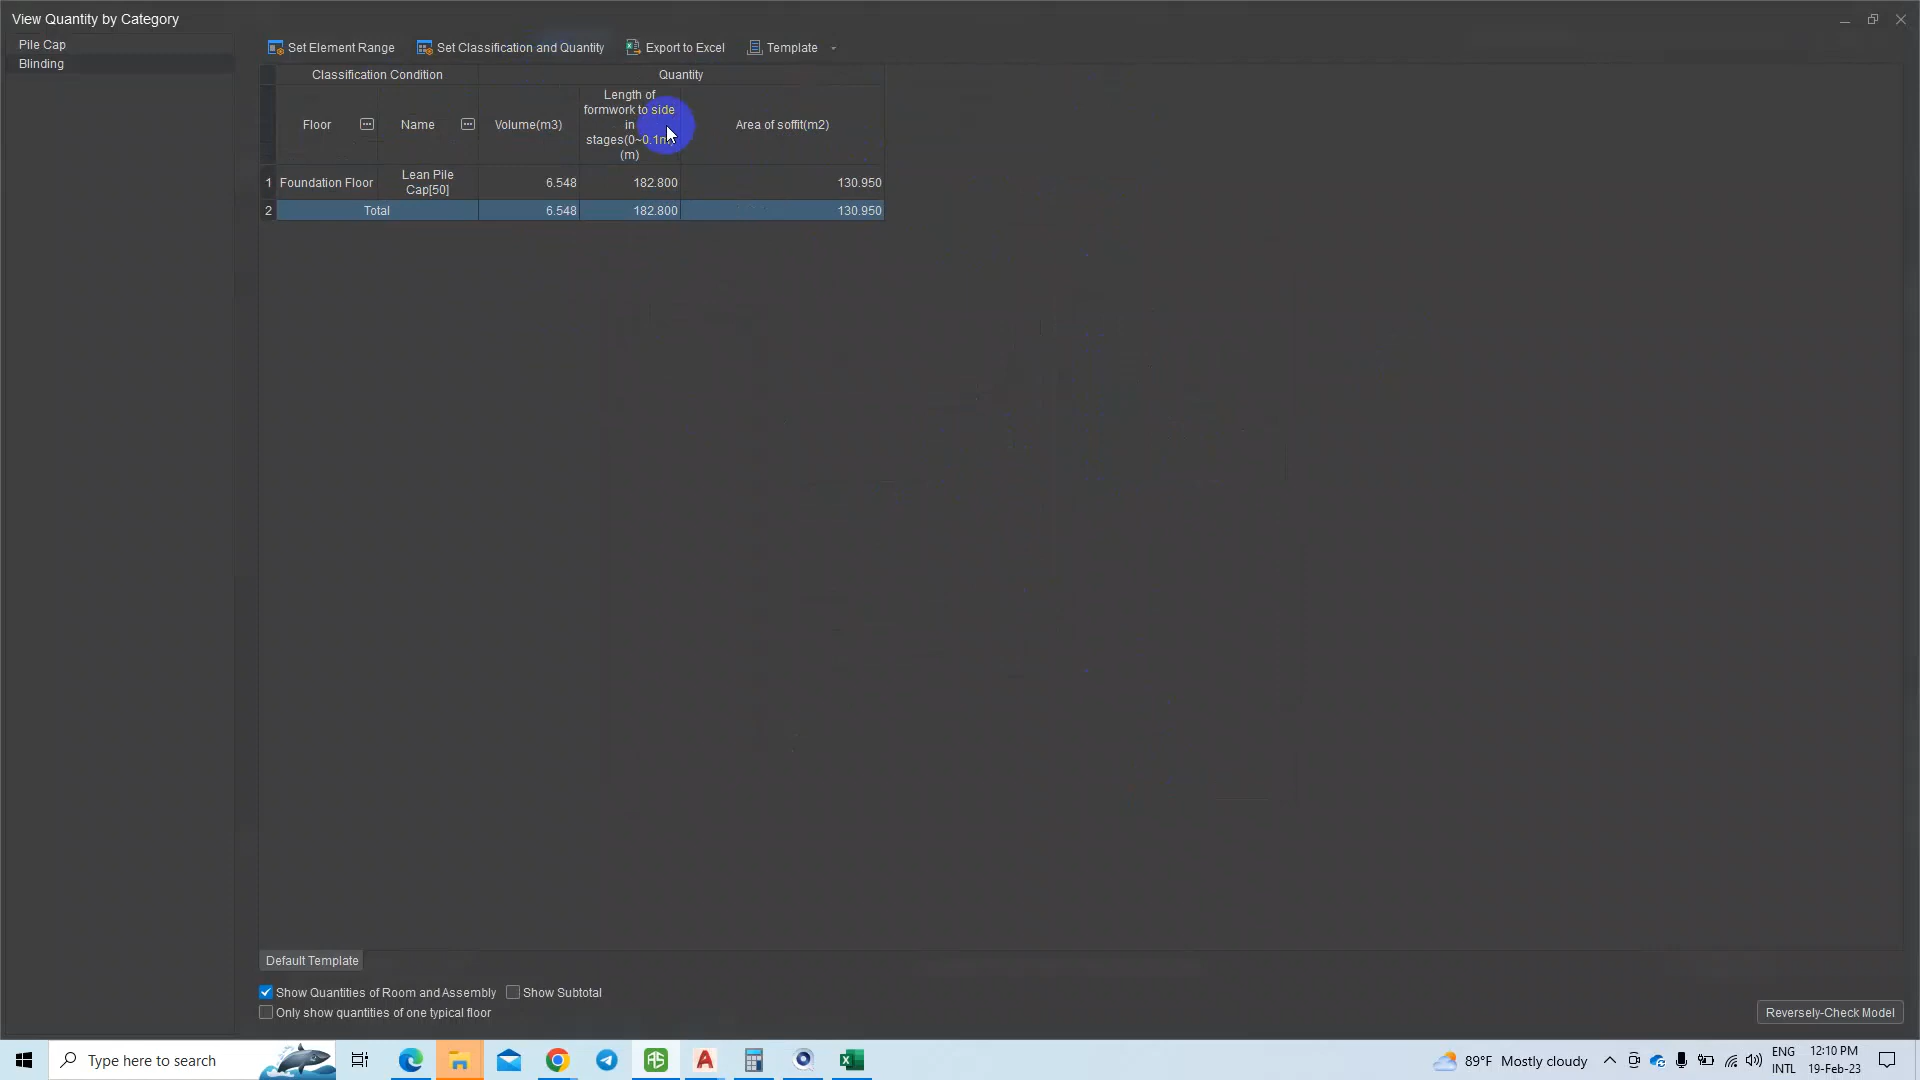 View Quantity by Category
Pile Cap
Blinding
Set Element Range
Set Classification and Quantity
Export to Excel
Template
Classification Condition
Quantity
Floor
Name
Volume(m3)
Length of
formwork to side
in
stages(0~0.1m)
(m)
Area of soffit(m2)
1 Foundation Floor
Lean Pile
Cap[50]
6.548
182.800
130.950
2 Total
6.548
182.800
130.950
Default Template
Show Quantities of Room and Assembly
Show Subtotal
Only show quantities of one typical floor
Reversely-Check Model
Type here to search
89°F Mostly cloudy
ENG
INTL
12:10 PM
19-Feb-23